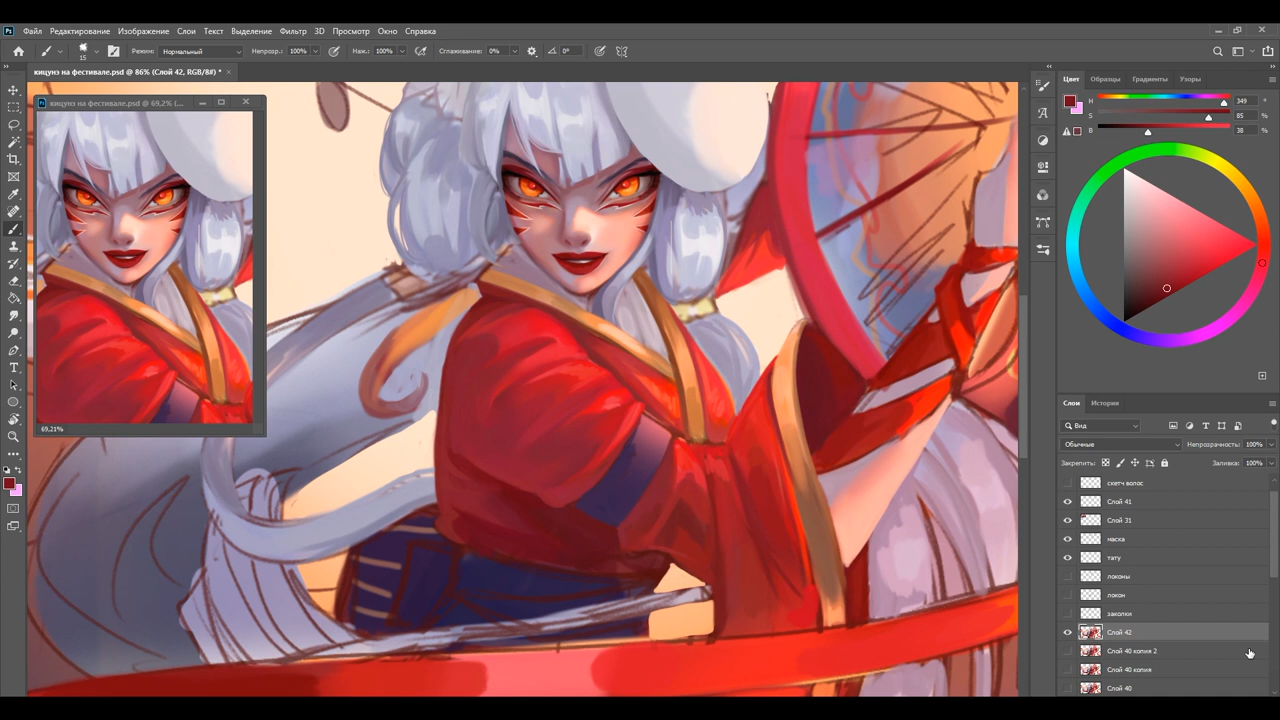 Ps Файл Редактирование Изображение Слои Текст Выделение Фильтр 3D Просмотр Окно Справка
15 Режим: Нормальный Непрозр.: 100% Наж.: 100% Сглаживание: 0% 0°
кицунэ на фестивале.psd @ 86% (Слой 42, RGB/8#) * ×
Цвет Образцы Градиенты Узоры
кицунэ на фестивале.psd @ 69,2% (...
H 349 °
S 85 %
B 38 %
69,21%
Слои История
Вид
Обычные Непрозрачность: 100%
Закрепить: Заливка: 100%
скетч волос
Слой 41
Слой 31
маска
тату
локоны
локон
заколки
Слой 42
Слой 40 копия 2
Слой 40 копия
Слой 40